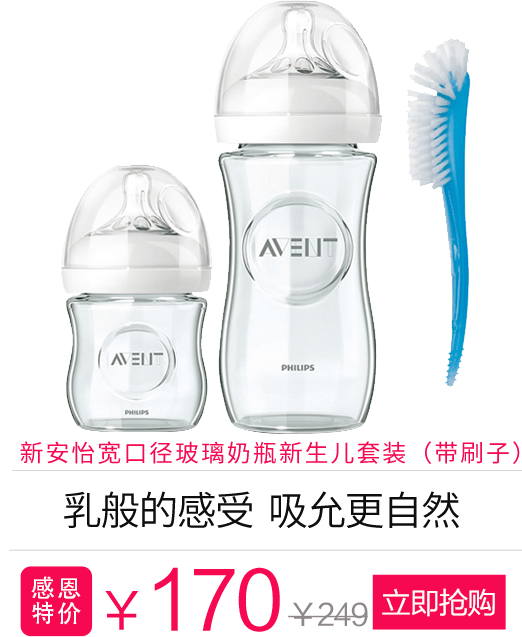 AVENT
PHILIPS
AVENT
PHILIPS
新安怡宽口径玻璃奶瓶新生儿套装（带刷子）
乳般的感受 吸允更自然
感恩
特价
￥170
￥249
立即抢购